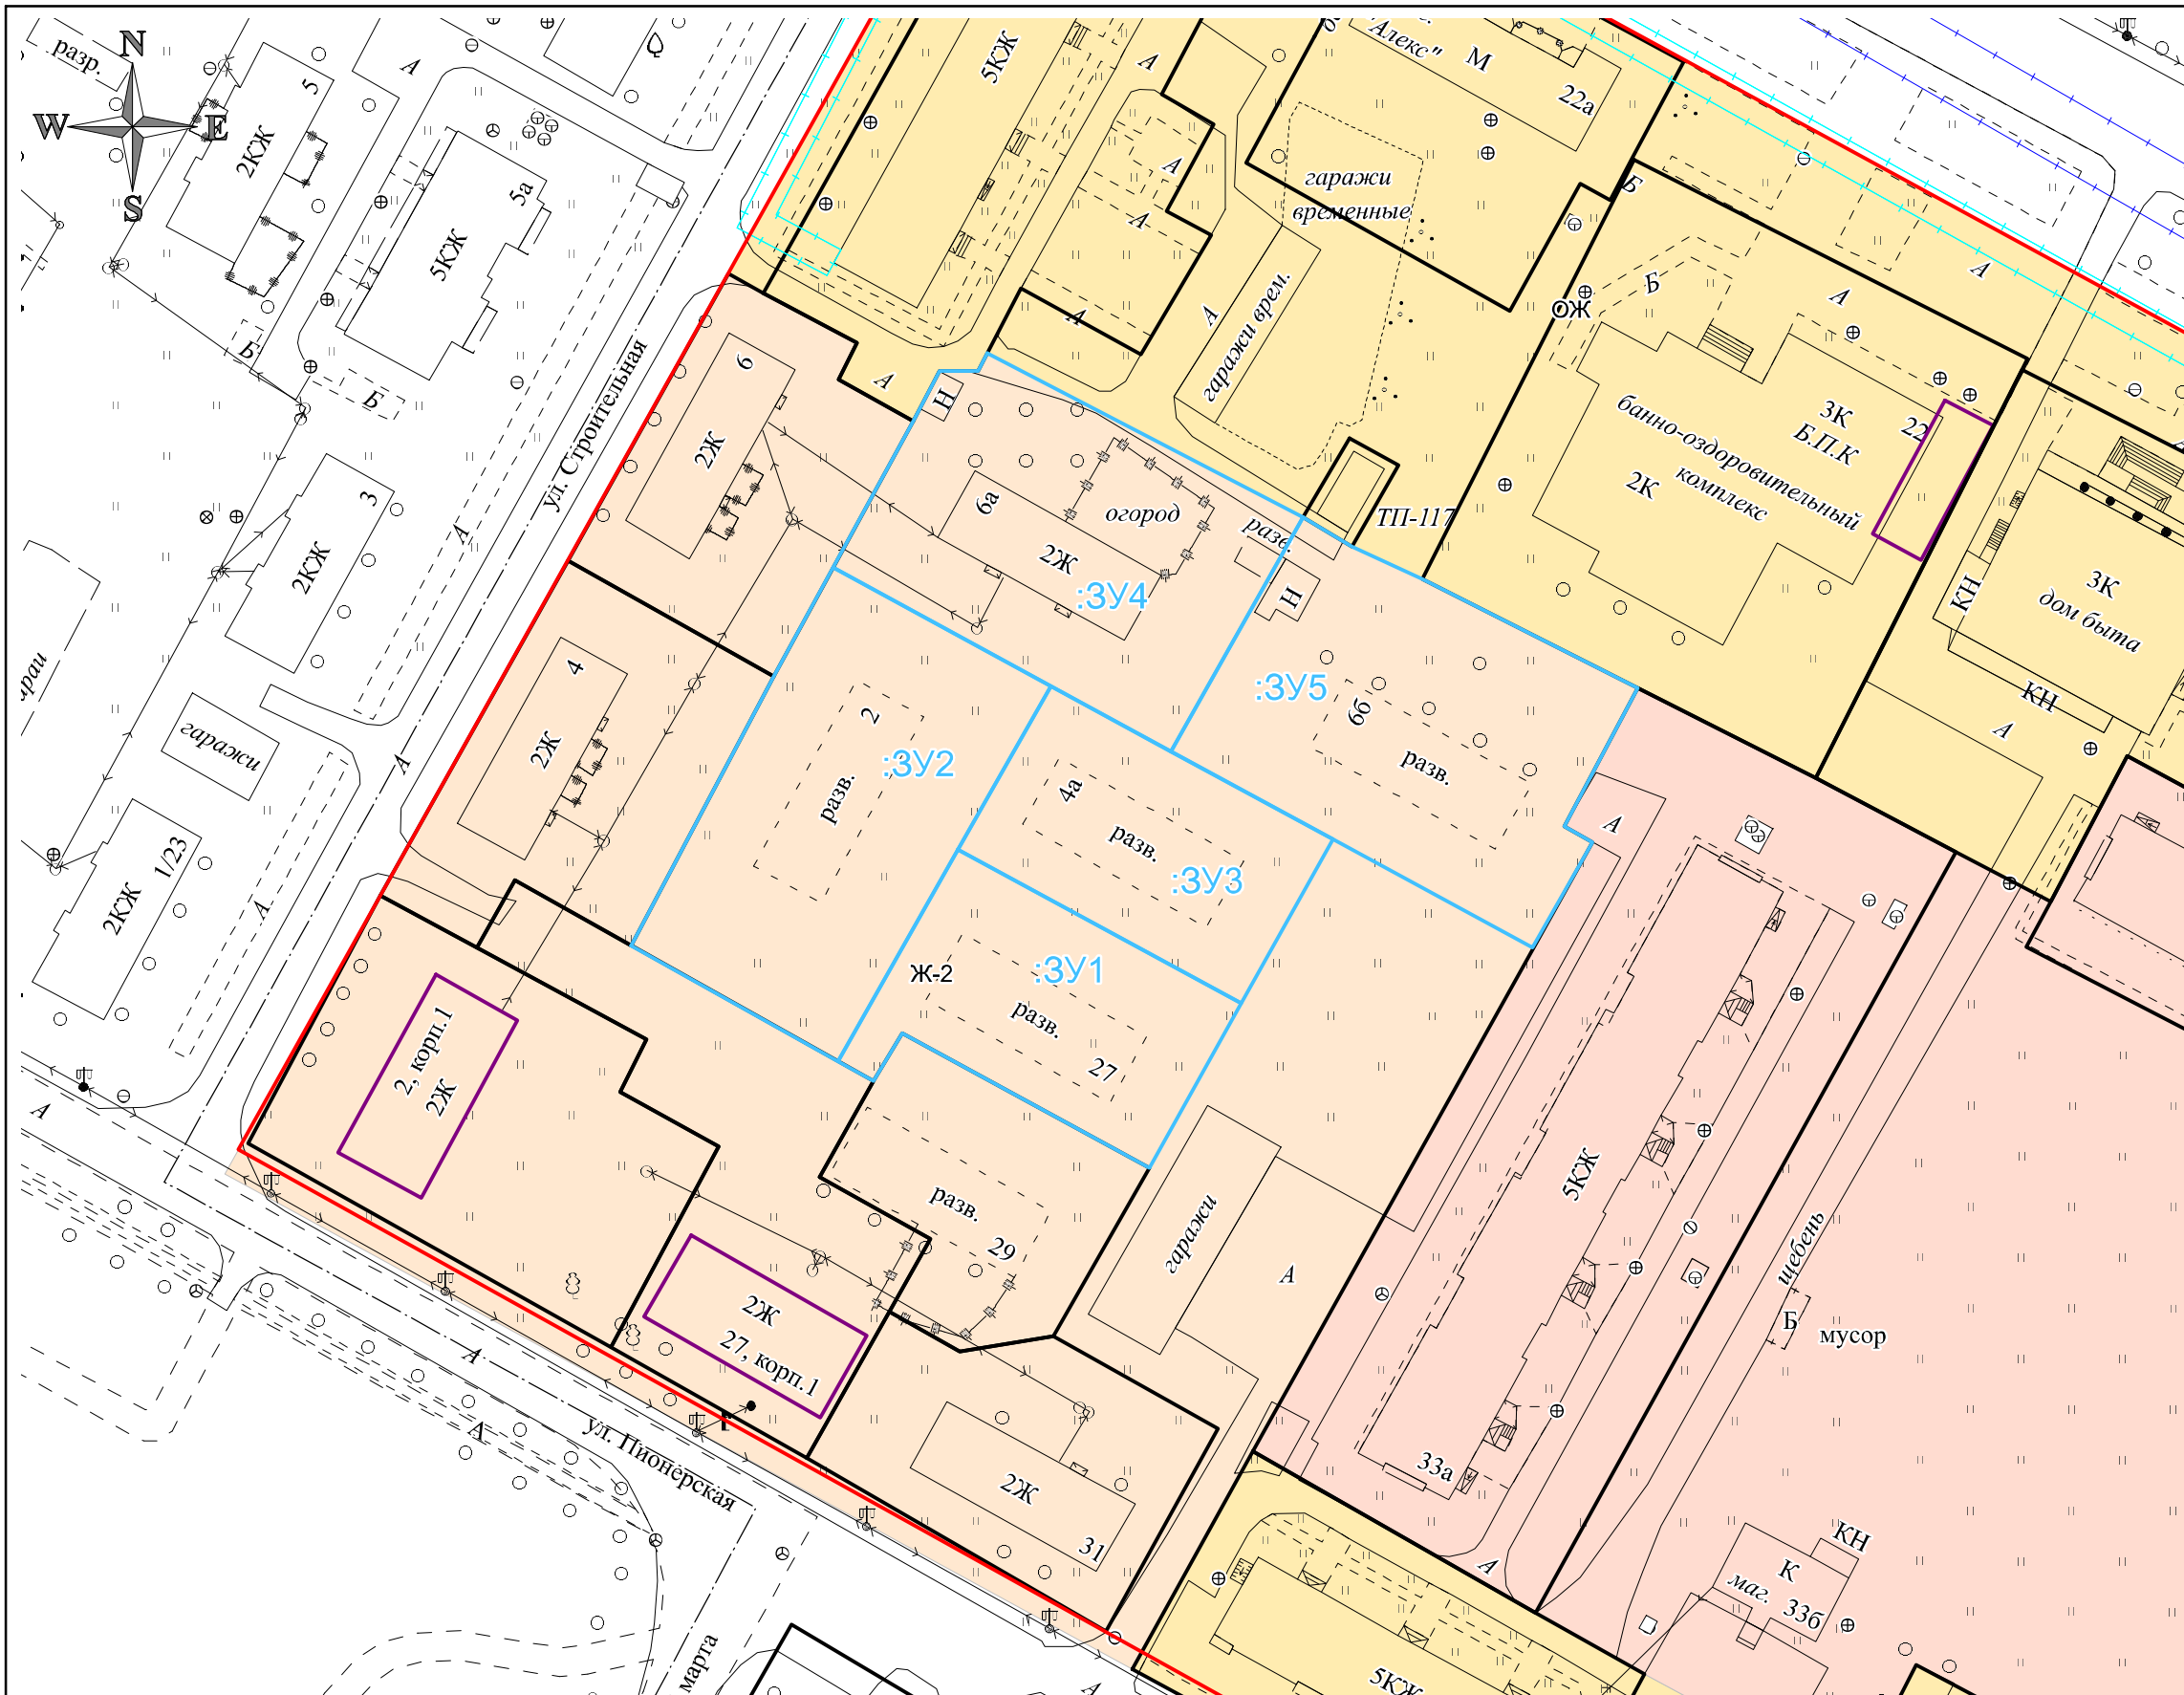 N
W
E
S
разр.
2КЖ
5
А
5КЖ
5а
Б
Б
2КЖ
3
А
ул. Строительная
гаражи
А
А
2КЖ
1/23
5КЖ
А
А
А
А
А
А
Алекс"
М
22а
гаражи
временные
гаражи врем.
Б
Б
ОЖ
А
А
банно-оздоровительный
комплекс
3К
Б.П.К
22
2К
ТП-117
КН
3К
дом быта
КН
А
6
2Ж
Н
6а
огород
разв.
2Ж
:ЗУ4
Н
:ЗУ5
6б
разв.
4
2Ж
2
:ЗУ2
разв.
4а
разв.
:ЗУ3
:ЗУ1
Ж-2
разв.
27
А
2, корп.1
2Ж
разв.
29
гаражи
А
2Ж
27, корп.1
Г
2Ж
31
5КЖ
33а
щебень
Б
мусор
КН
К
маг.
33б
А
А
А
А
ул. Пионерская
марта
5КЖ
А